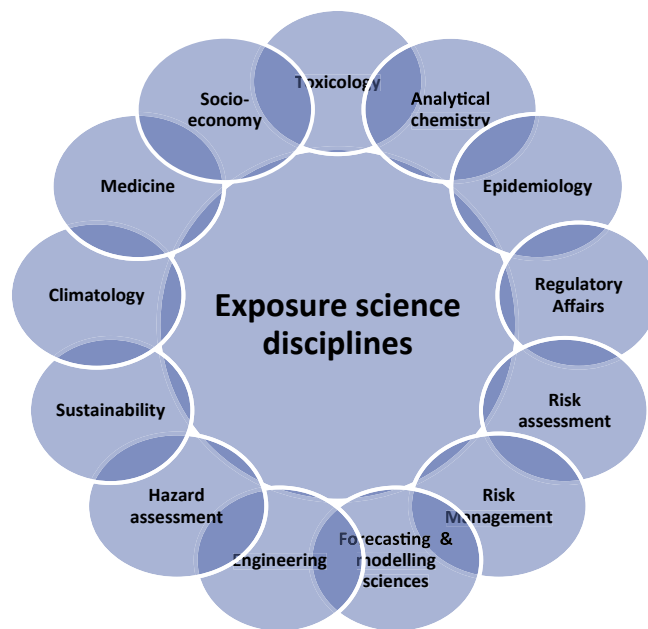 Toxicology
Analytical
chemistry
Epidemiology
Regulatory
Affairs
Risk
assessment
Risk
Management
Forecasting &
modelling
sciences
Engineering
Hazard
assessment
Sustainability
Climatology
Medicine
Socio-
economy
Exposure science
disciplines